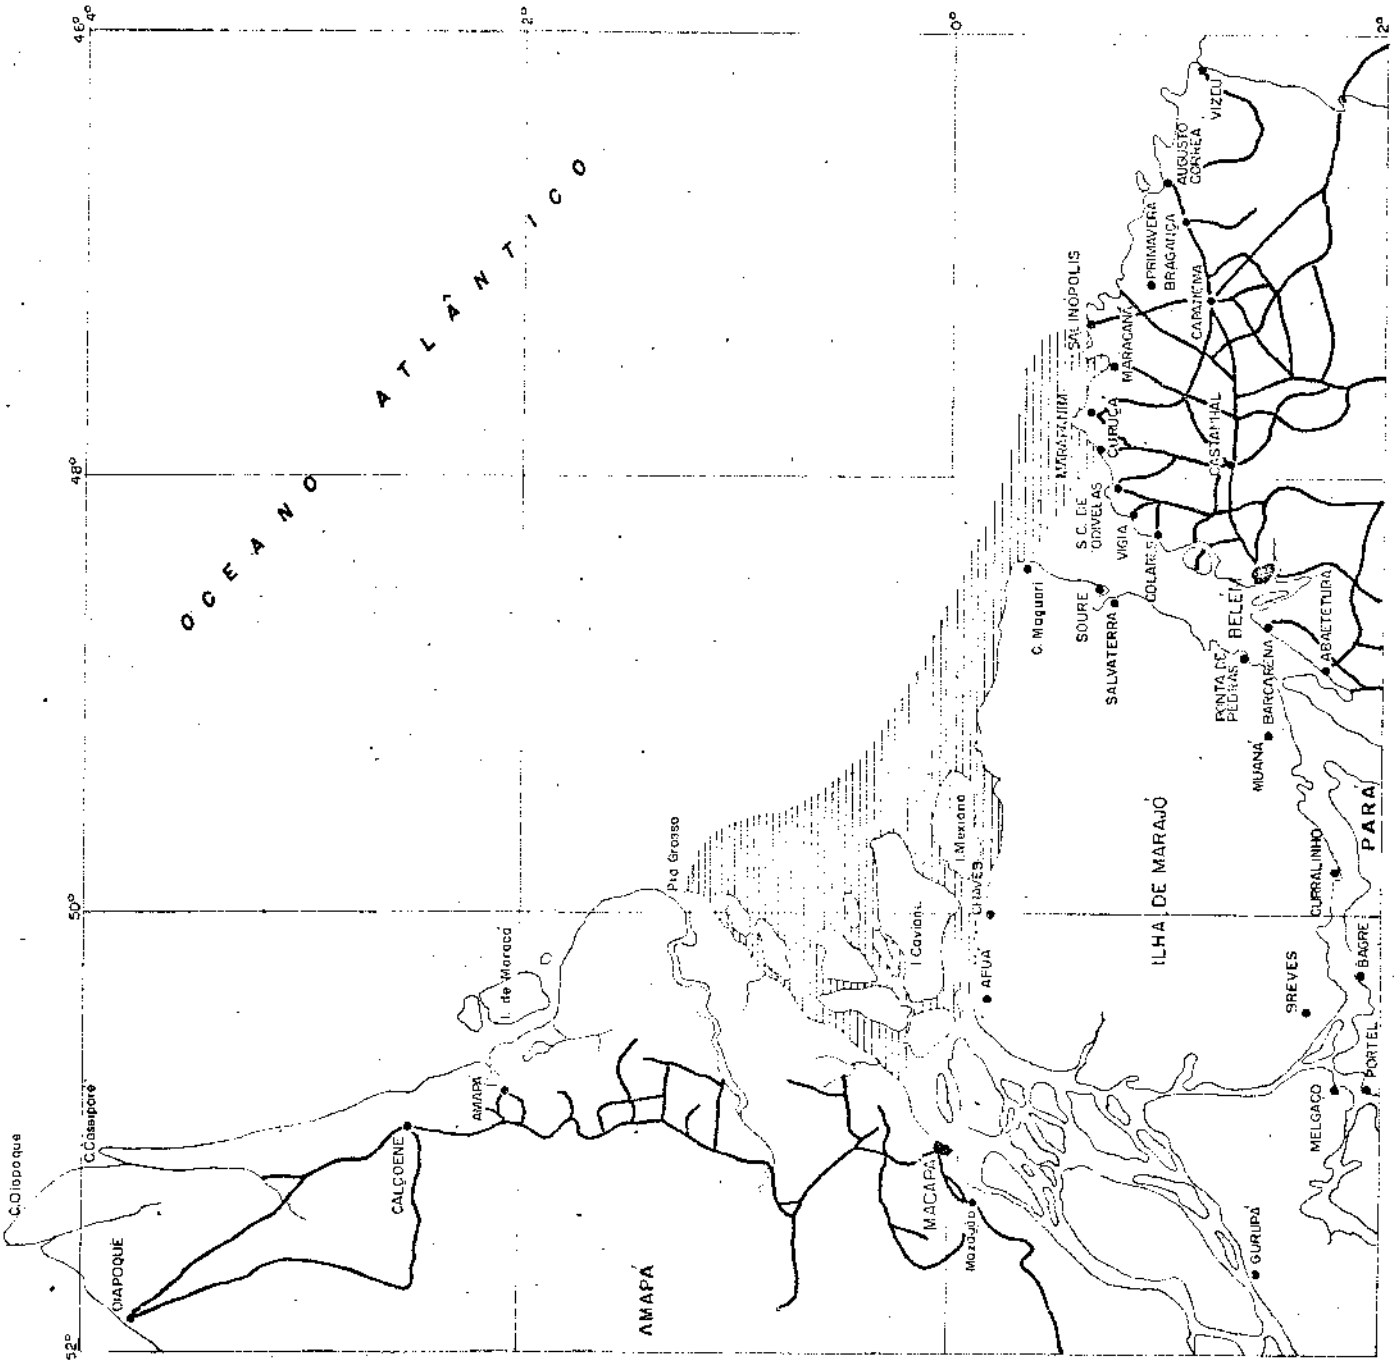 46°
4°
2°
0°
2°
48°
50°
52°
OCEANO ATLÂNTICO
C.Oiapoque
C.Cassiporé
OIAPOQUE
CALÇOENE
AMAPÁ
I. de Maracá
Pta Grossa
AMAPÁ
MACAPÁ
Mazagão
I.Caviana
I.Mexiana
CHAVES
AFUÁ
ILHA DE MARAJÓ
C. Maguari
SOURE
SALVATERRA
PONTA DE
PEDRAS
MUANÁ
BARCARENA
BELÉM
ABAETETUBA
COLARES
VIGIA
S.C. DE
ODIVELAS
CURUÇÁ
MARAPANIM
MARACANÃ
SALINÓPOLIS
CASTANHAL
CAPANEMA
PRIMAVERA
BRAGANÇA
AUGUSTO
CORRÊA
VIZEU
PARÁ
CURRALINHO
BREVES
BAGRE
PORTEL
MELGAÇO
GURUPÁ